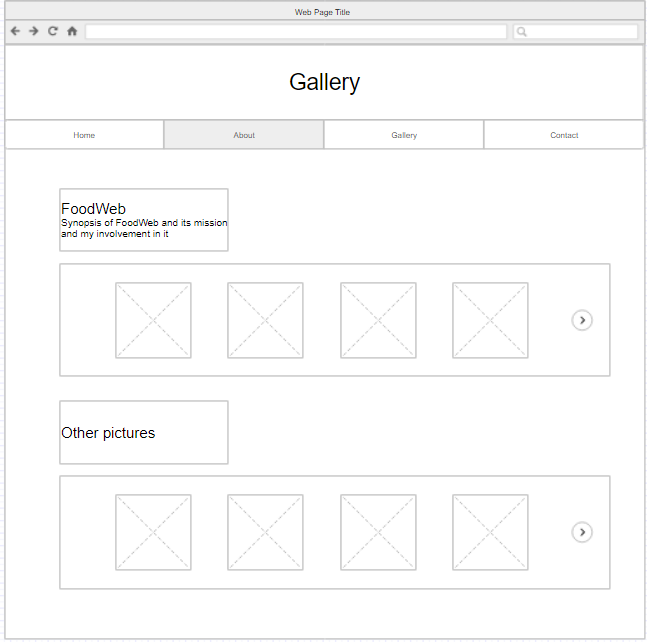 Web Page Title
Gallery
Home
About
Gallery
Contact
FoodWeb
Synopsis of FoodWeb and its mission
and my involvement in it
Other pictures